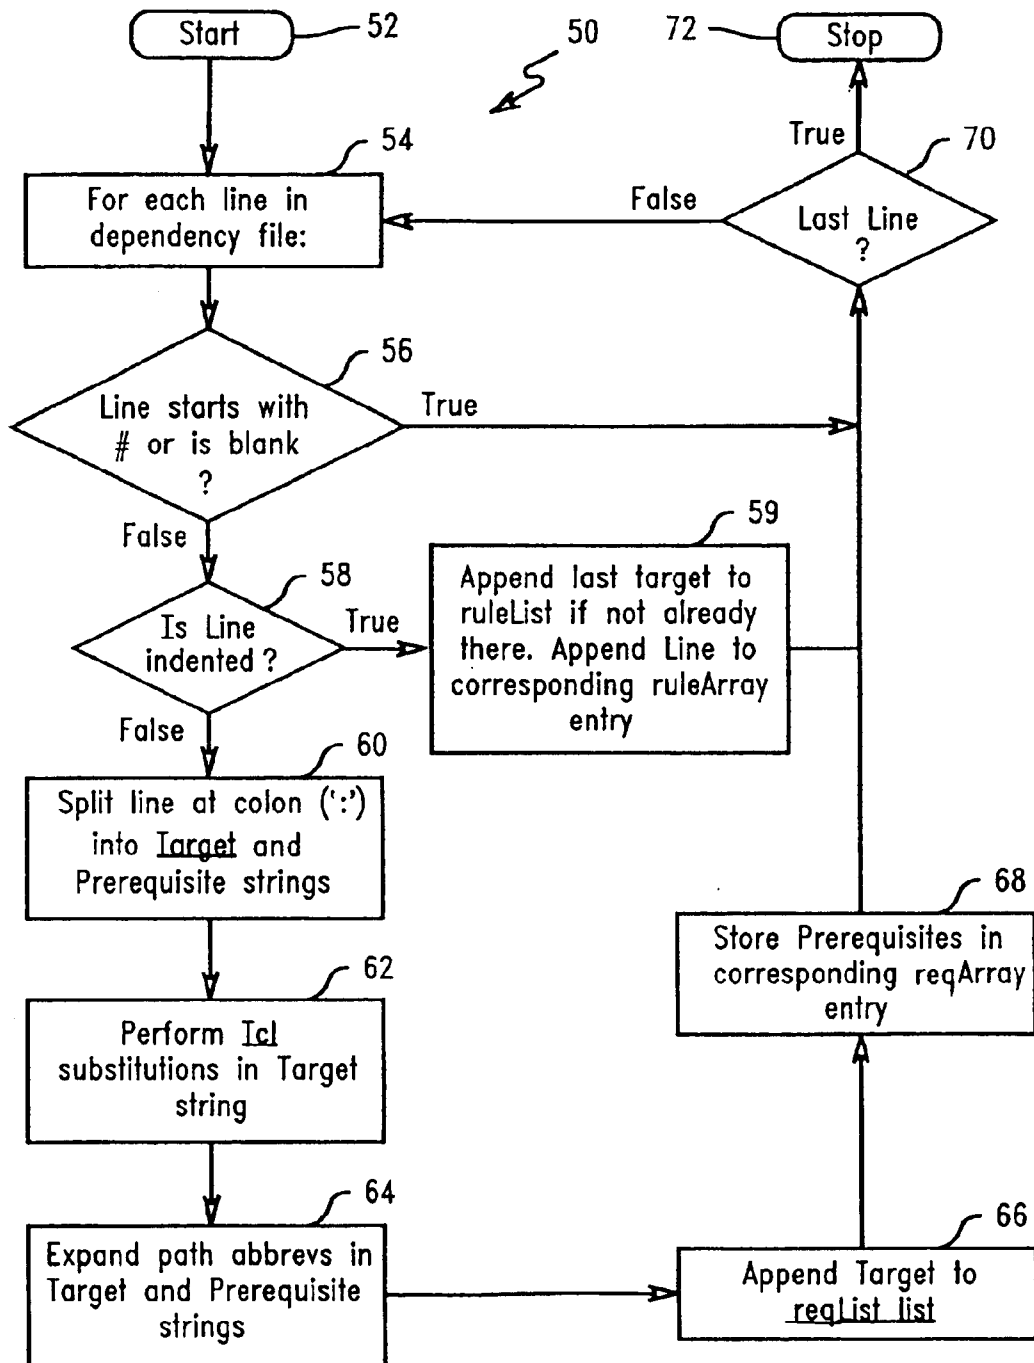 Start
52
50
72
Stop
54
For each line in
dependency file:
True
70
False
Last Line
?
56
Line starts with
# or is blank
?
True
False
58
Is Line
indented ?
True
59
Append last target to
ruleList if not already
there. Append Line to
corresponding ruleArray
entry
False
60
Split line at colon (':')
into Target and
Prerequisite strings
62
Perform Tcl
substitutions in Target
string
64
Expand path abbrevs in
Target and Prerequisite
strings
68
Store Prerequisites in
corresponding reqArray
entry
66
Append Target to
reqList list